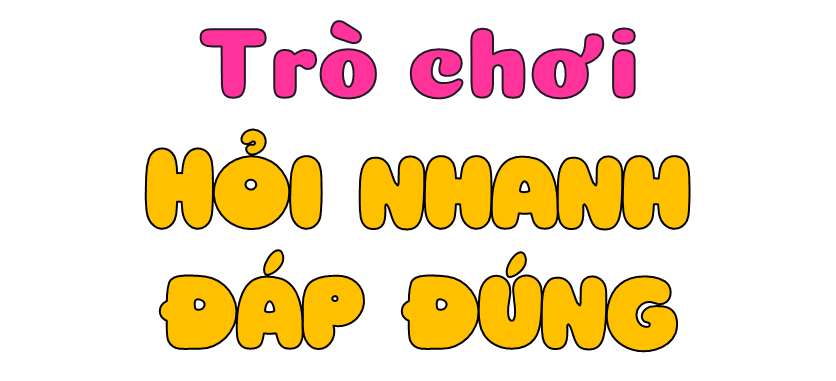 Trò chơi
HỎI NHANH
ĐÁP ĐÚNG